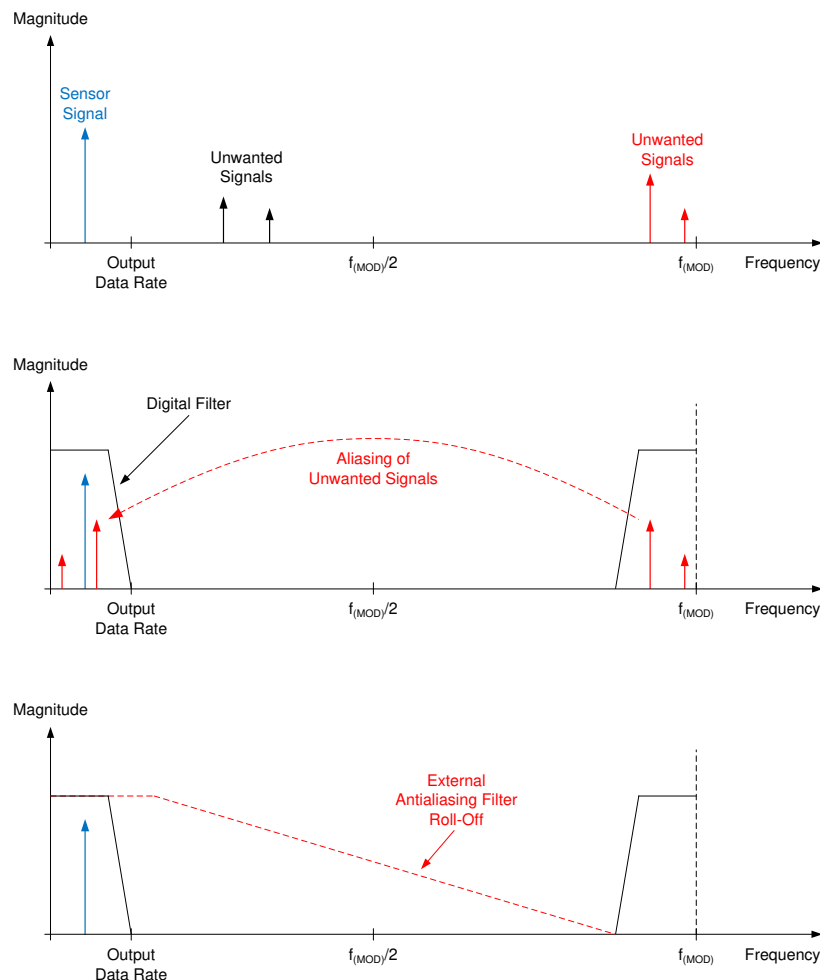 Magnitude
Sensor
Signal
Unwanted
Signals
Unwanted
Signals
Output
Data Rate
f(MOD)/2
f(MOD)
Frequency
Magnitude
Digital Filter
Aliasing of
Unwanted Signals
Output
Data Rate
f(MOD)/2
f(MOD)
Frequency
Magnitude
External
Antialiasing Filter
Roll-Off
Output
Data Rate
f(MOD)/2
f(MOD)
Frequency